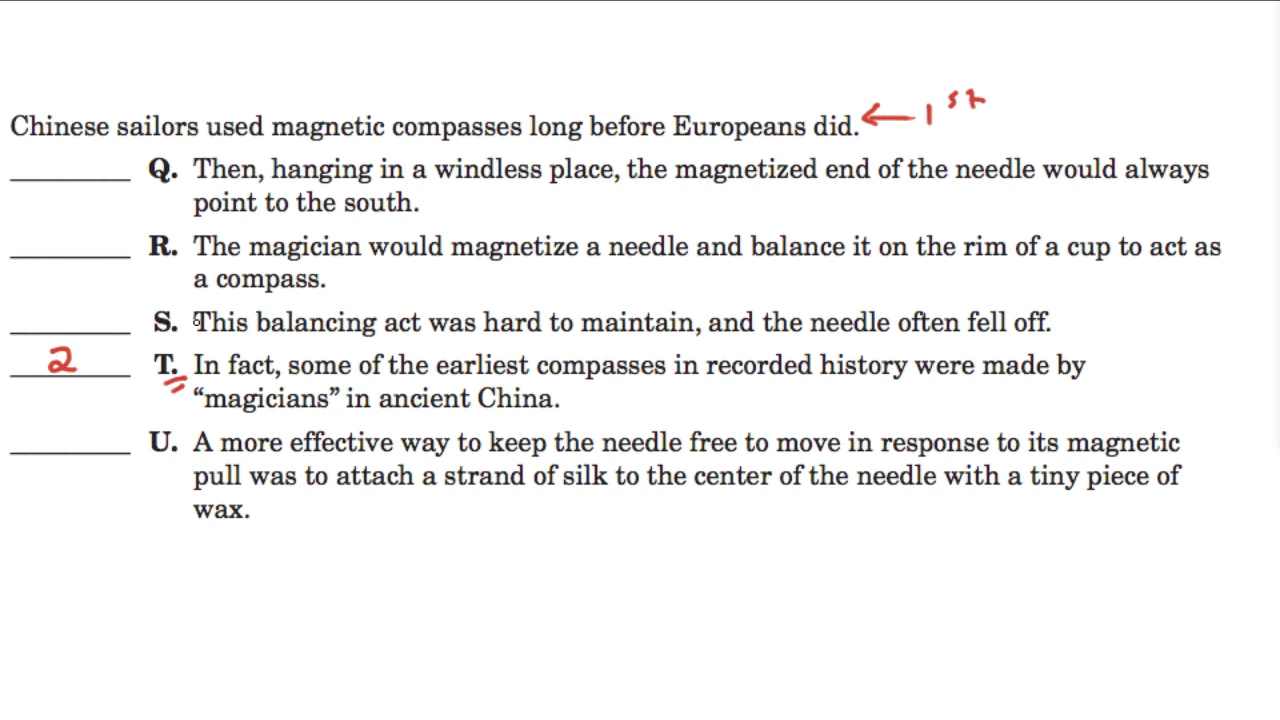 Chinese sailors used magnetic compasses long before Europeans did. ← 1st
Q. Then, hanging in a windless place, the magnetized end of the needle would always
point to the south.
R. The magician would magnetize a needle and balance it on the rim of a cup to act as
a compass.
S. This balancing act was hard to maintain, and the needle often fell off.
2 T. In fact, some of the earliest compasses in recorded history were made by
“magicians” in ancient China.
U. A more effective way to keep the needle free to move in response to its magnetic
pull was to attach a strand of silk to the center of the needle with a tiny piece of
wax.